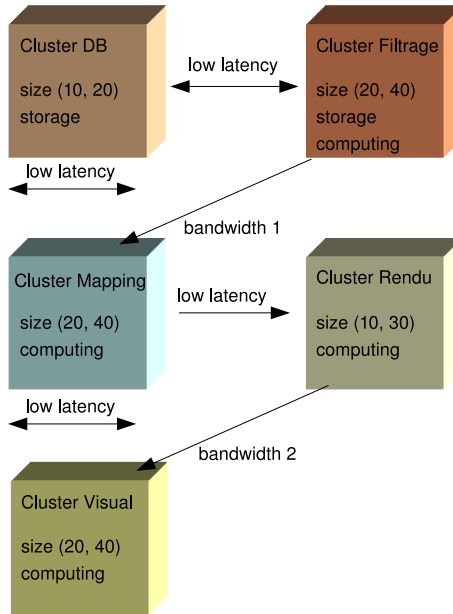 Cluster DB
size (10, 20)
storage
low latency
Cluster Filtrage
size (20, 40)
storage
computing
low latency
bandwidth 1
Cluster Mapping
size (20, 40)
computing
low latency
Cluster Rendu
size (10, 30)
computing
low latency
bandwidth 2
Cluster Visual
size (20, 40)
computing